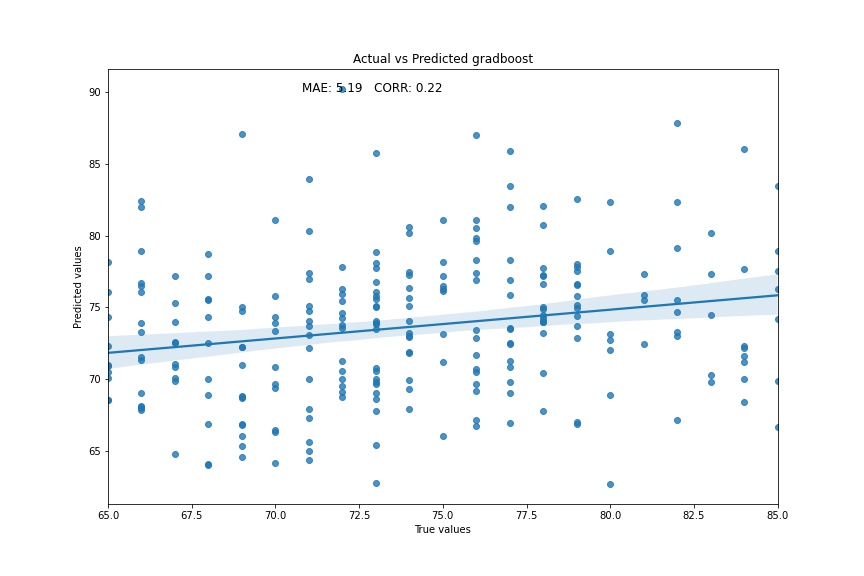 Actual vs Predicted gradboost
MAE: 5.19 CORR: 0.22
90
85
80
75
70
65
Predicted values
65.0 67.5 70.0 72.5 75.0 77.5 80.0 82.5 85.0
True values